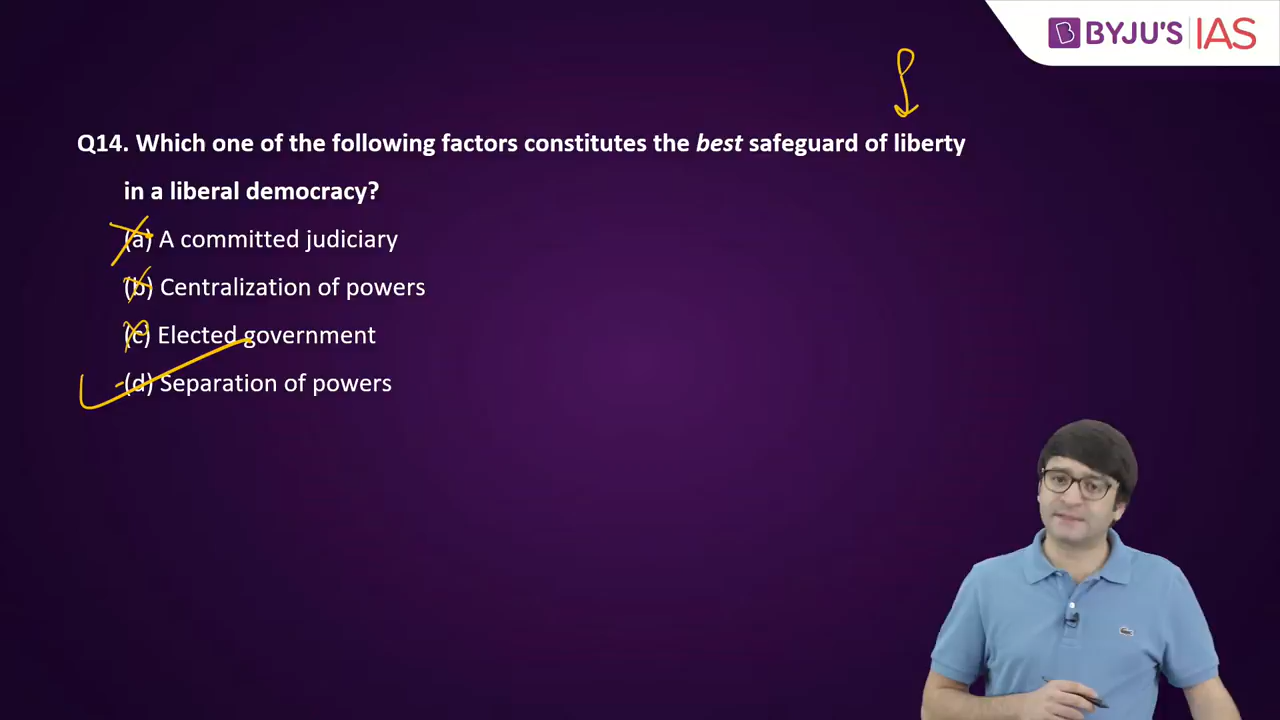 BYJU'S IAS
Q14. Which one of the following factors constitutes the best safeguard of liberty
in a liberal democracy?
(a) A committed judiciary
(b) Centralization of powers
(c) Elected government
(d) Separation of powers